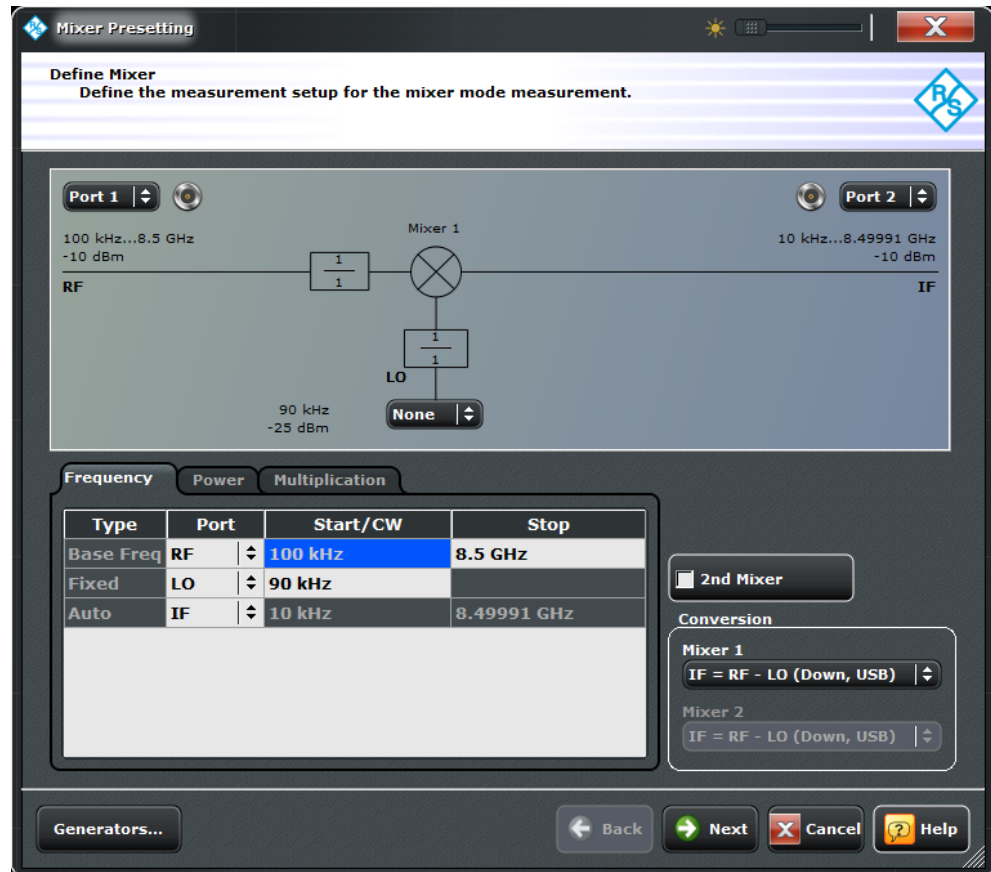 Mixer Presetting
Define Mixer
Define the measurement setup for the mixer mode measurement.
R&S
Port 1
Port 2
100 kHz...8.5 GHz
-10 dBm
RF
Mixer 1
1
1
10 kHz...8.49991 GHz
-10 dBm
IF
1
1
LO
90 kHz
-25 dBm
None
Frequency Power Multiplication
Type Port Start/CW Stop
Base Freq RF 100 kHz 8.5 GHz
Fixed LO 90 kHz
Auto IF 10 kHz 8.49991 GHz
2nd Mixer
Conversion
Mixer 1
IF = RF - LO (Down, USB)
Mixer 2
IF = RF - LO (Down, USB)
Generators... Back Next Cancel Help